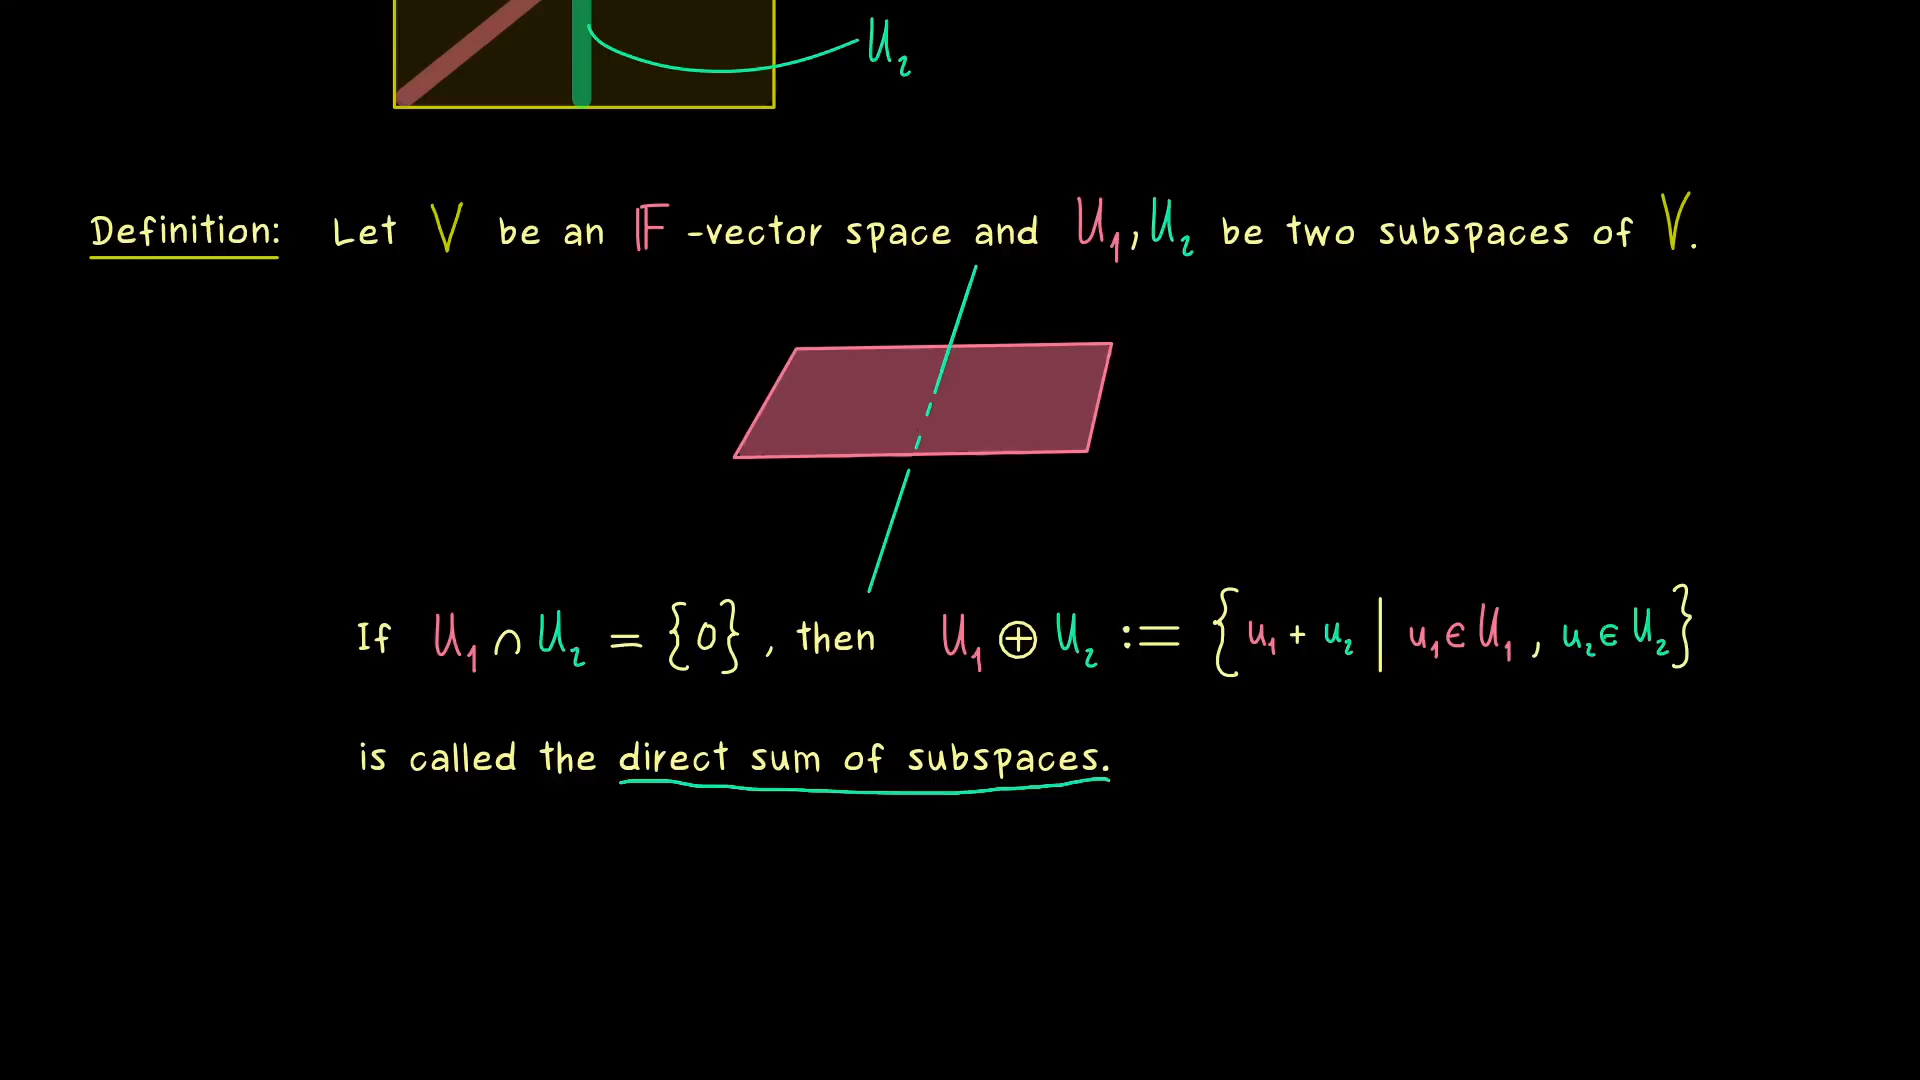 U₂
Definition: Let V be an 𝔽-vector space and U₁, U₂ be two subspaces of V.
If U₁ ∩ U₂ = {0}, then U₁ ⊕ U₂ := {u₁ + u₂ | u₁ ∈ U₁, u₂ ∈ U₂}
is called the direct sum of subspaces.